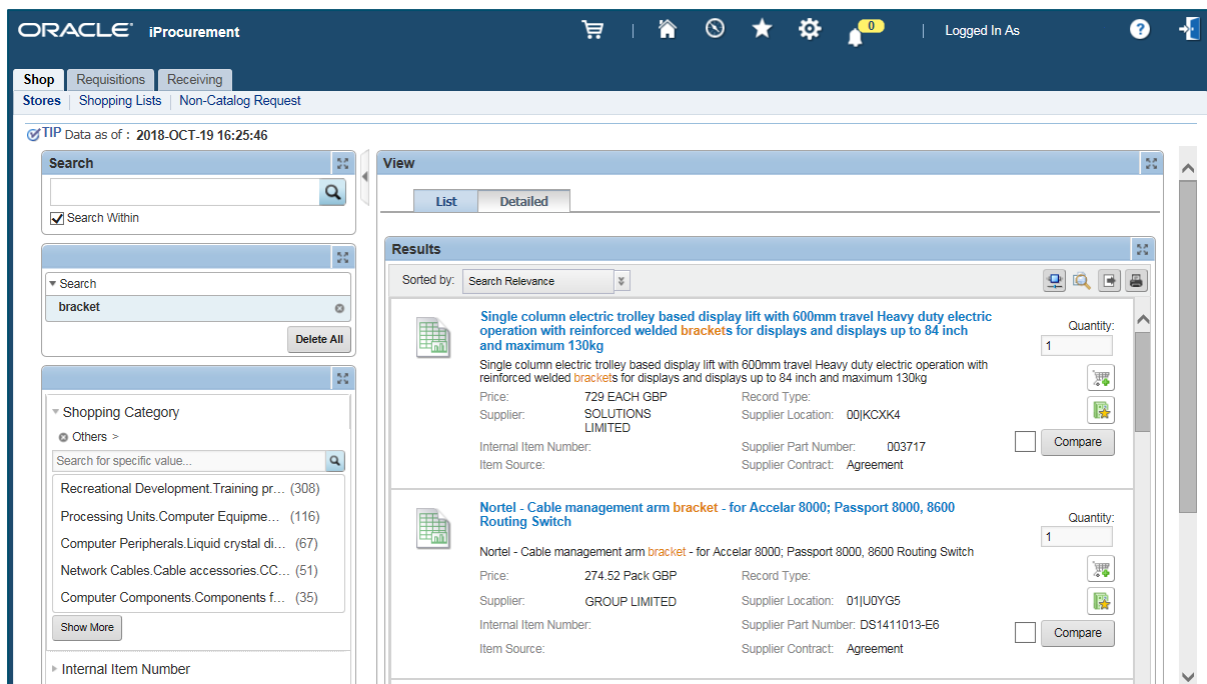 ORACLE® iProcurement
0
Logged In As
?
Shop Requisitions Receiving
Stores | Shopping Lists | Non-Catalog Request
TIP Data as of : 2018-OCT-19 16:25:46
Search
Search Within
Search
bracket
Delete All
Shopping Category
Others >
Search for specific value...
Recreational Development.Training pr... (308)
Processing Units.Computer Equipme... (116)
Computer Peripherals.Liquid crystal di... (67)
Network Cables.Cable accessories.CC... (51)
Computer Components.Components f... (35)
Show More
Internal Item Number
View
List Detailed
Results
Sorted by: Search Relevance
Single column electric trolley based display lift with 600mm travel Heavy duty electric
operation with reinforced welded brackets for displays and displays up to 84 inch
and maximum 130kg
Single column electric trolley based display lift with 600mm travel Heavy duty electric operation with
reinforced welded brackets for displays and displays up to 84 inch and maximum 130kg
Price: 729 EACH GBP Record Type:
Supplier: SOLUTIONS Supplier Location: 00|KCXK4
LIMITED
Internal Item Number: Supplier Part Number: 003717
Item Source: Supplier Contract: Agreement
Quantity:
1
Compare
Nortel - Cable management arm bracket - for Accelar 8000; Passport 8000, 8600
Routing Switch
Nortel - Cable management arm bracket - for Accelar 8000; Passport 8000, 8600 Routing Switch
Price: 274.52 Pack GBP Record Type:
Supplier: GROUP LIMITED Supplier Location: 01|U0YG5
Internal Item Number: Supplier Part Number: DS1411013-E6
Item Source: Supplier Contract: Agreement
Quantity:
1
Compare